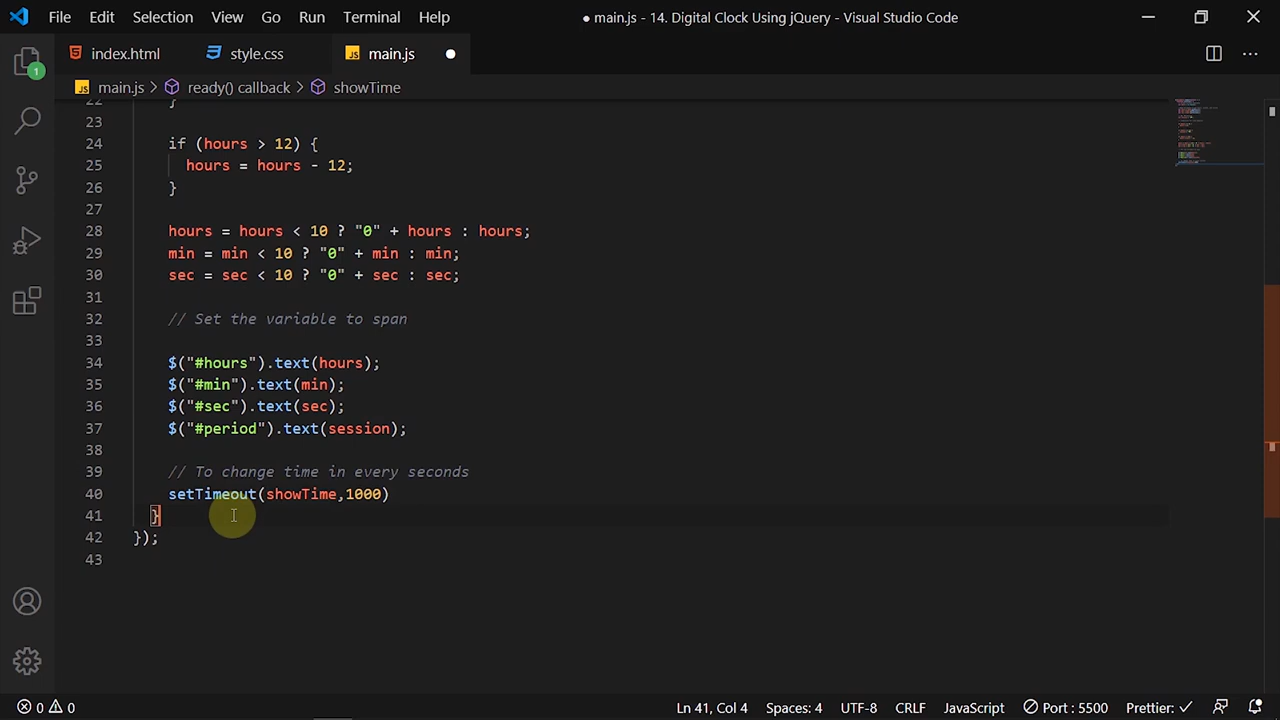 File Edit Selection View Go Run Terminal Help ● main.js - 14. Digital Clock Using jQuery - Visual Studio Code
index.html style.css JS main.js
JS main.js > ready() callback > showTime
1
22 }
23
24 if (hours > 12) {
25 hours = hours - 12;
26 }
27
28 hours = hours < 10 ? "0" + hours : hours;
29 min = min < 10 ? "0" + min : min;
30 sec = sec < 10 ? "0" + sec : sec;
31
32 // Set the variable to span
33
34 $("#hours").text(hours);
35 $("#min").text(min);
36 $("#sec").text(sec);
37 $("#period").text(session);
38
39 // To change time in every seconds
40 setTimeout(showTime,1000)
41 }
42 });
43
0 0 Ln 41, Col 4 Spaces: 4 UTF-8 CRLF JavaScript Port : 5500 Prettier: ✓